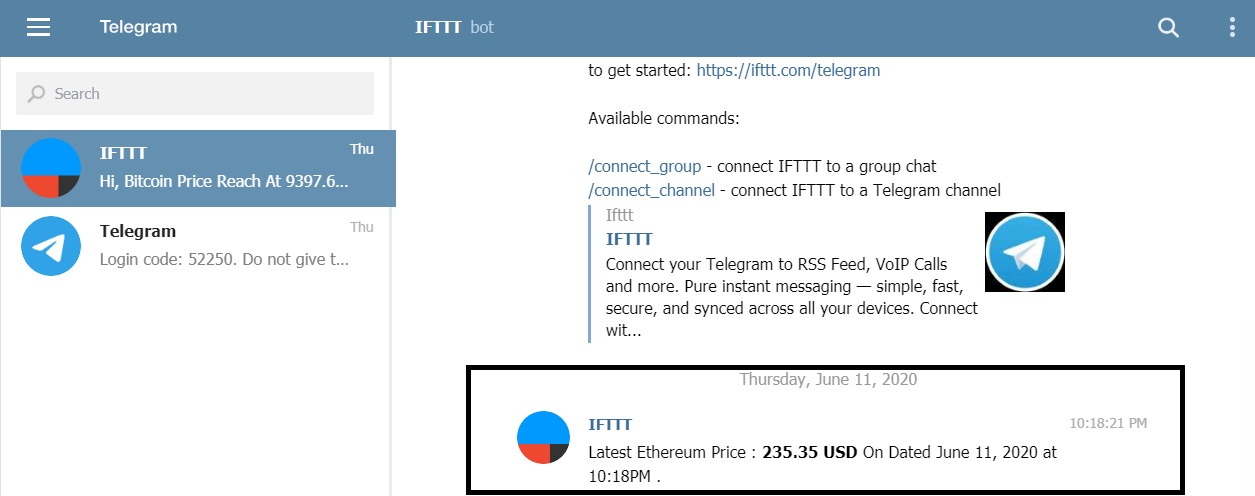 Telegram
IFTTT bot
Search
IFTTT Thu
Hi, Bitcoin Price Reach At 9397.6...
Telegram Thu
Login code: 52250. Do not give t...
to get started: https://ifttt.com/telegram
Available commands:
/connect_group - connect IFTTT to a group chat
/connect_channel - connect IFTTT to a Telegram channel
Ifttt
IFTTT
Connect your Telegram to RSS Feed, VoIP Calls
and more. Pure instant messaging — simple, fast,
secure, and synced across all your devices. Connect
wit...
Thursday, June 11, 2020
IFTTT 10:18:21 PM
Latest Ethereum Price : 235.35 USD On Dated June 11, 2020 at
10:18PM .